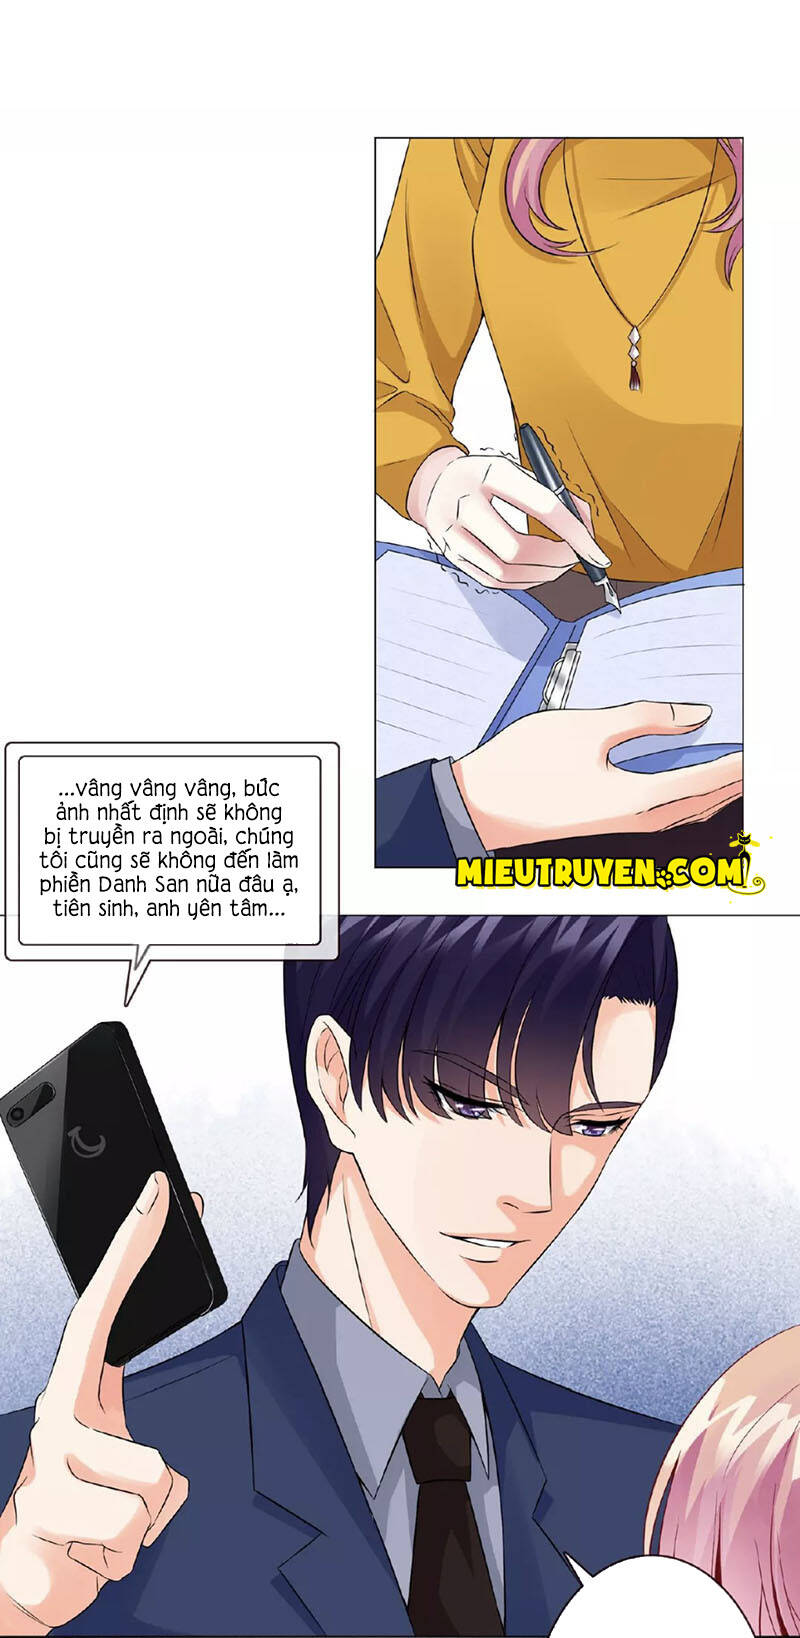 ...vâng vâng vâng, bức
ảnh nhất định sẽ không
bị truyền ra ngoài, chúng
tôi cũng sẽ không đến làm
phiền Danh San nữa đâu ạ,
tiên sinh, anh yên tâm...
MIEUTRUYEN.COM